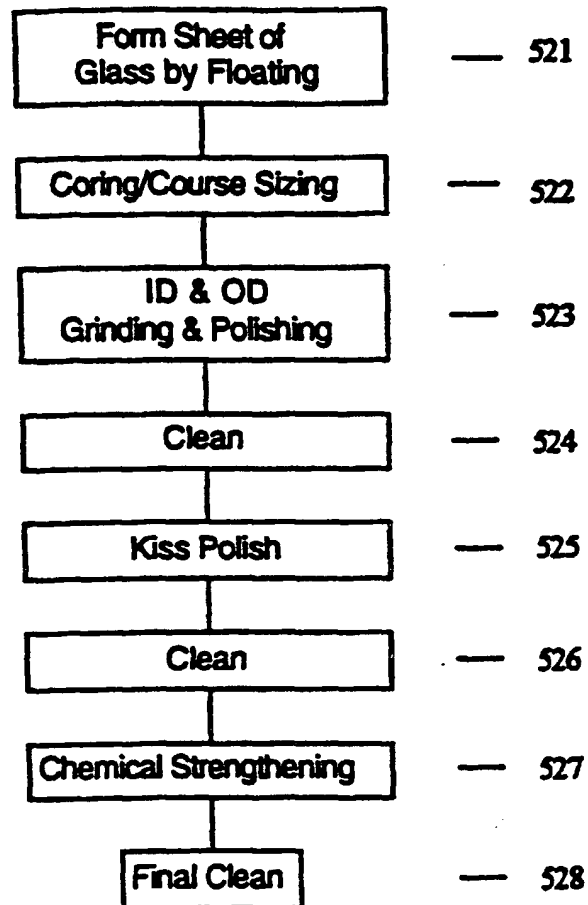 Form Sheet of
Glass by Floating
521
Coring/Course Sizing
522
ID & OD
Grinding & Polishing
523
Clean
524
Kiss Polish
525
Clean
526
Chemical Strengthening
527
Final Clean
528